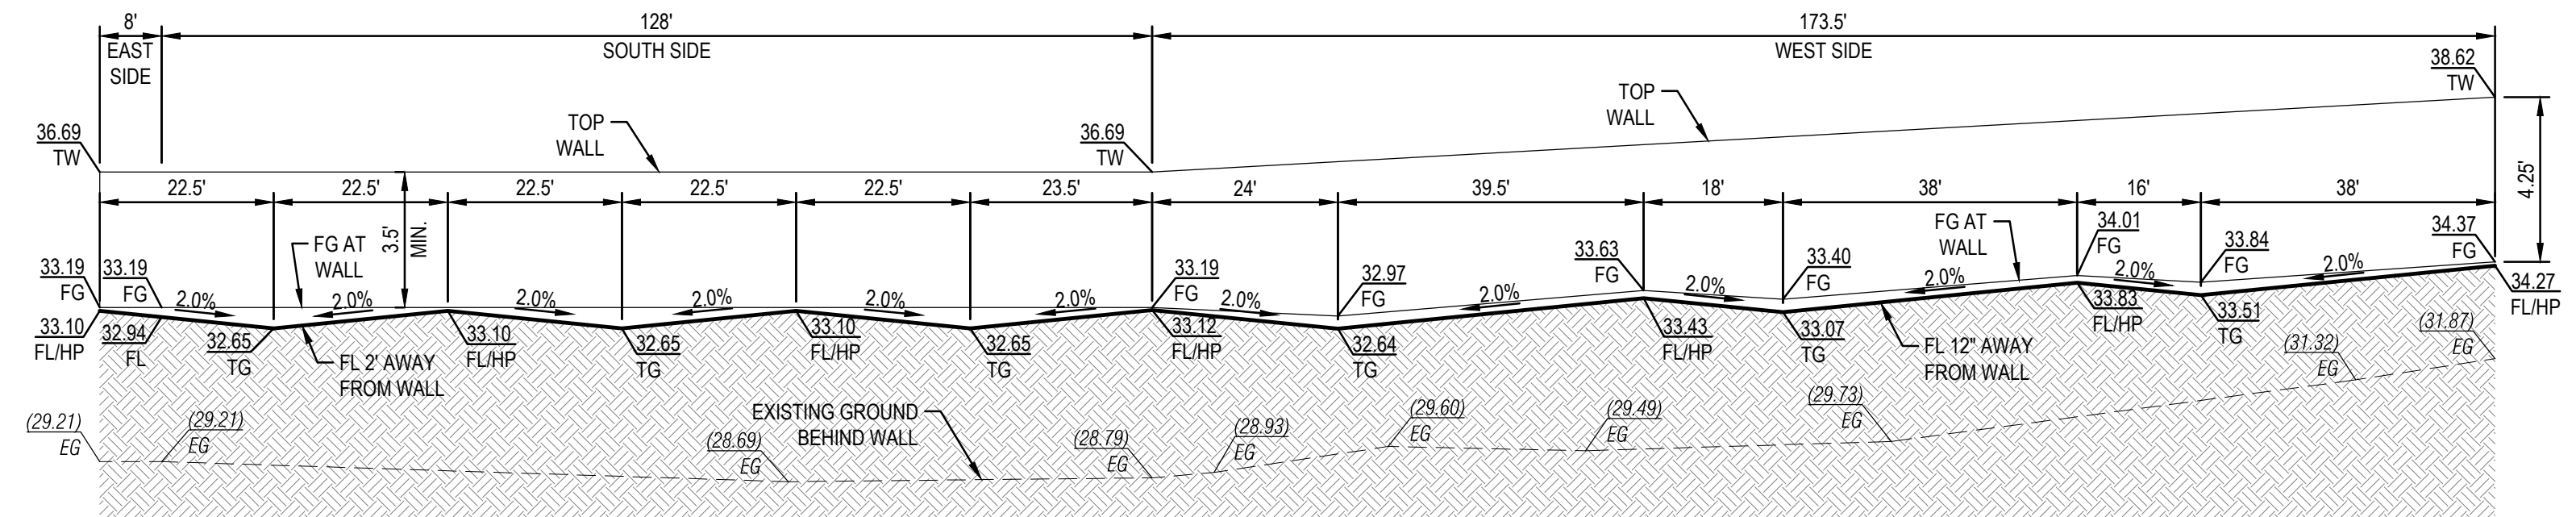 8'
128'
173.5'
EAST
SIDE
SOUTH SIDE
WEST SIDE
38.62
TW
TOP
WALL
TOP
WALL
36.69
TW
36.69
TW
22.5'
22.5'
22.5'
22.5'
22.5'
23.5'
24'
39.5'
18'
38'
16'
38'
3.5'
MIN.
4.25'
FG AT
WALL
FG AT
WALL
33.19
FG
33.19
FG
33.19
FG
32.97
FG
33.63
FG
33.40
FG
34.01
FG
33.84
FG
34.37
FG
2.0%
2.0%
2.0%
2.0%
2.0%
2.0%
2.0%
2.0%
2.0%
2.0%
2.0%
2.0%
33.10
FL/HP
32.94
FL
32.65
TG
33.10
FL/HP
32.65
TG
33.10
FL/HP
32.65
TG
33.12
FL/HP
32.64
TG
33.43
FL/HP
33.07
TG
33.83
FL/HP
33.51
TG
34.27
FL/HP
FL 2' AWAY
FROM WALL
FL 12" AWAY
FROM WALL
EXISTING GROUND
BEHIND WALL
(29.21)
EG
(29.21)
EG
(28.69)
EG
(28.79)
EG
(28.93)
EG
(29.60)
EG
(29.49)
EG
(29.73)
EG
(31.32)
EG
(31.87)
EG